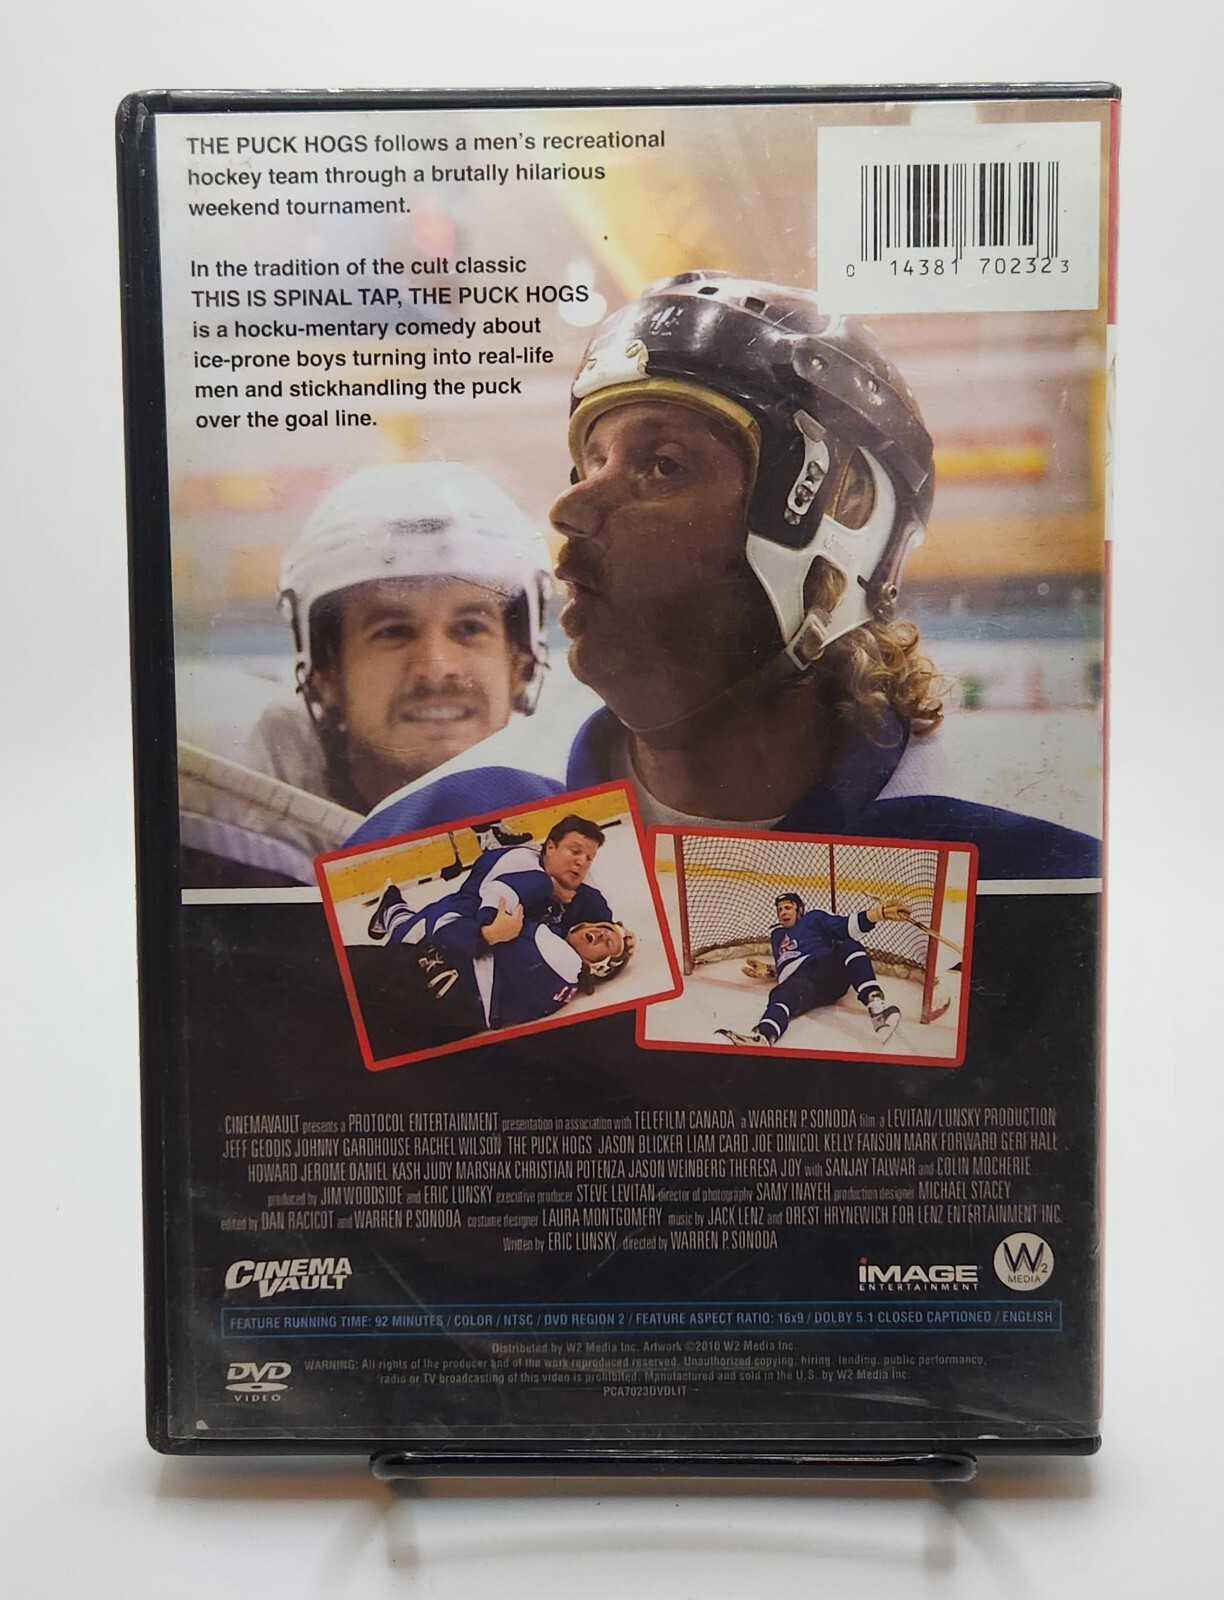 THE PUCK HOGS follows a men's recreational
hockey team through a brutally hilarious
weekend tournament.
In the tradition of the cult classic
THIS IS SPINAL TAP, THE PUCK HOGS
is a hocku-mentary comedy about
ice-prone boys turning into real-life
men and stickhandling the puck
over the goal line.
0 14381 70232 3
CINEMAVAULT presents a PROTOCOL ENTERTAINMENT presentation in association with TELEFILM CANADA a WARREN P. SONODA film a LEVITAN/LUNSKY PRODUCTION
JEFF GEDDIS JOHNNY GARDHOUSE RACHEL WILSON THE PUCK HOGS JASON BLICKER LIAM CARD JOE DINICOL KELLY FANSON MARK FORWARD GERI HALL
HOWARD JEROME DANIEL KASH JUDY MARSHAK CHRISTIAN POTENZA JASON WEINBERG THERESA JOY with SANJAY TALWAR and COLIN MOCHERIE
produced by JIM WOODSIDE and ERIC LUNSKY executive producer STEVE LEVITAN director of photography SAMY INAYEH production designer MICHAEL STACEY
edited by DAN RACICOT and WARREN P. SONODA costume designer LAURA MONTGOMERY music by JACK LENZ and OREST HRYNEWICH FOR LENZ ENTERTAINMENT INC.
Written by ERIC LUNSKY directed by WARREN P. SONODA
CINEMA VAULT
iMAGE ENTERTAINMENT
W2 MEDIA
FEATURE RUNNING TIME: 92 MINUTES / COLOR / NTSC / DVD REGION 2 / FEATURE ASPECT RATIO: 16x9 / DOLBY 5.1 CLOSED CAPTIONED / ENGLISH
Distributed by W2 Media Inc. Artwork ©2010 W2 Media Inc.
DVD VIDEO
WARNING: All rights of the producer and of the work reproduced reserved. Unauthorized copying, hiring, lending, public performance,
radio or TV broadcasting of this video is prohibited. Manufactured and sold in the U.S. by W2 Media Inc.
PCA7023DVDLIT